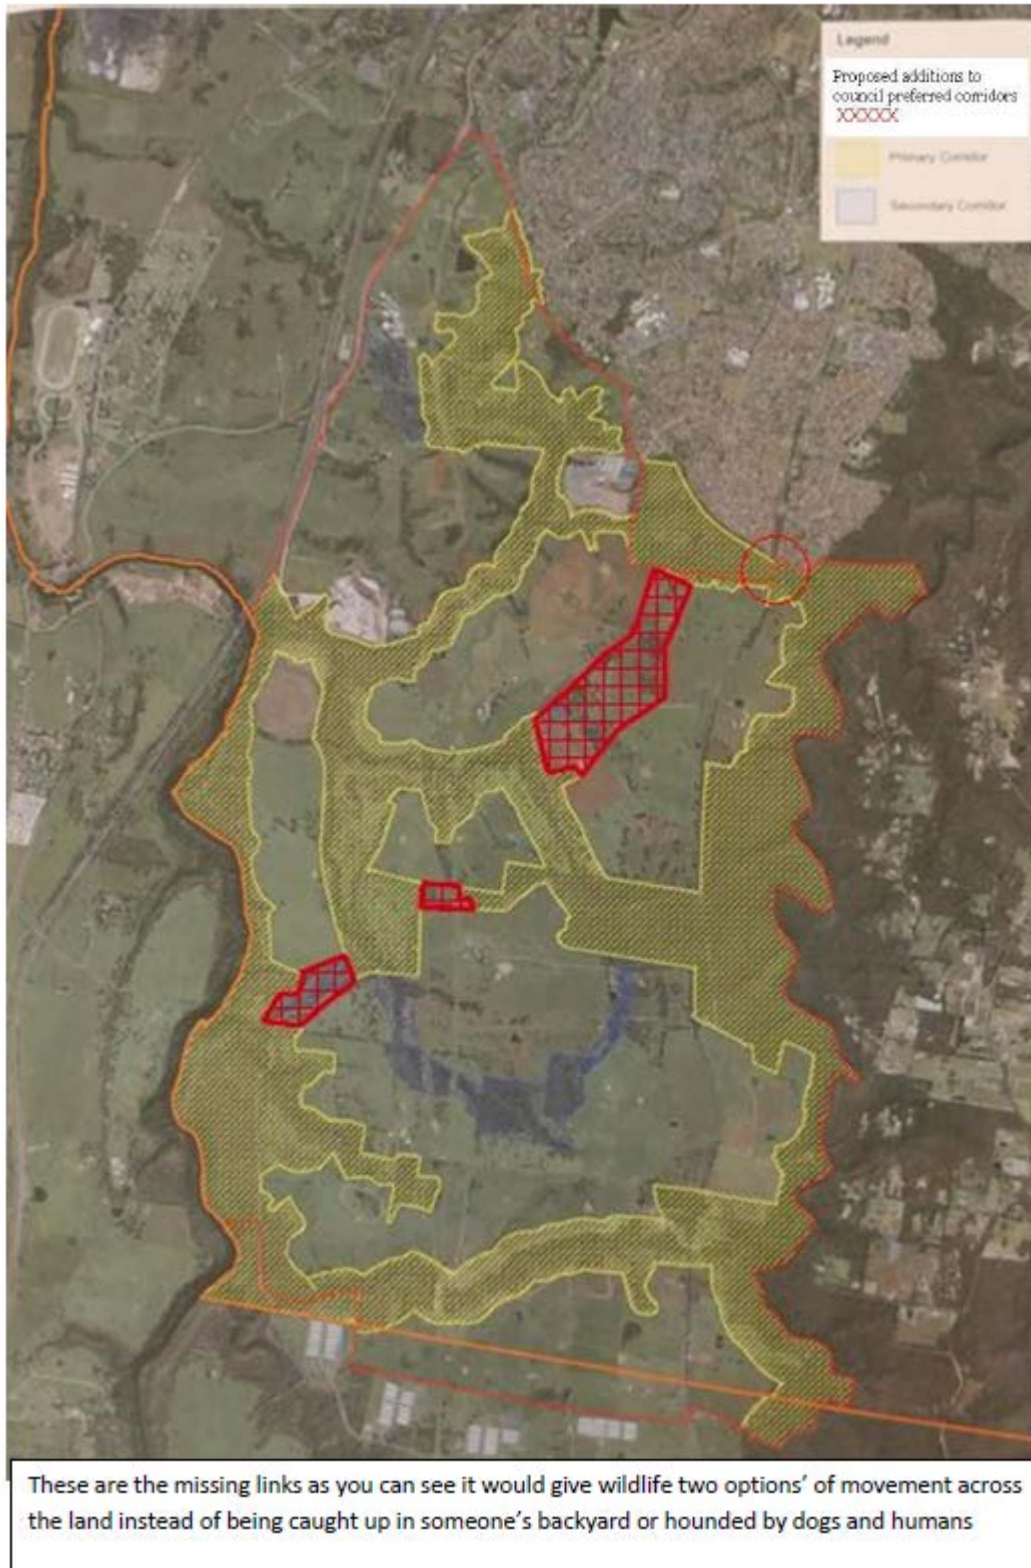 Legend
Proposed additions to
council preferred corridors
XXXXX
Primary Corridor
Secondary Corridor
These are the missing links as you can see it would give wildlife two options’ of movement across
the land instead of being caught up in someone’s backyard or hounded by dogs and humans